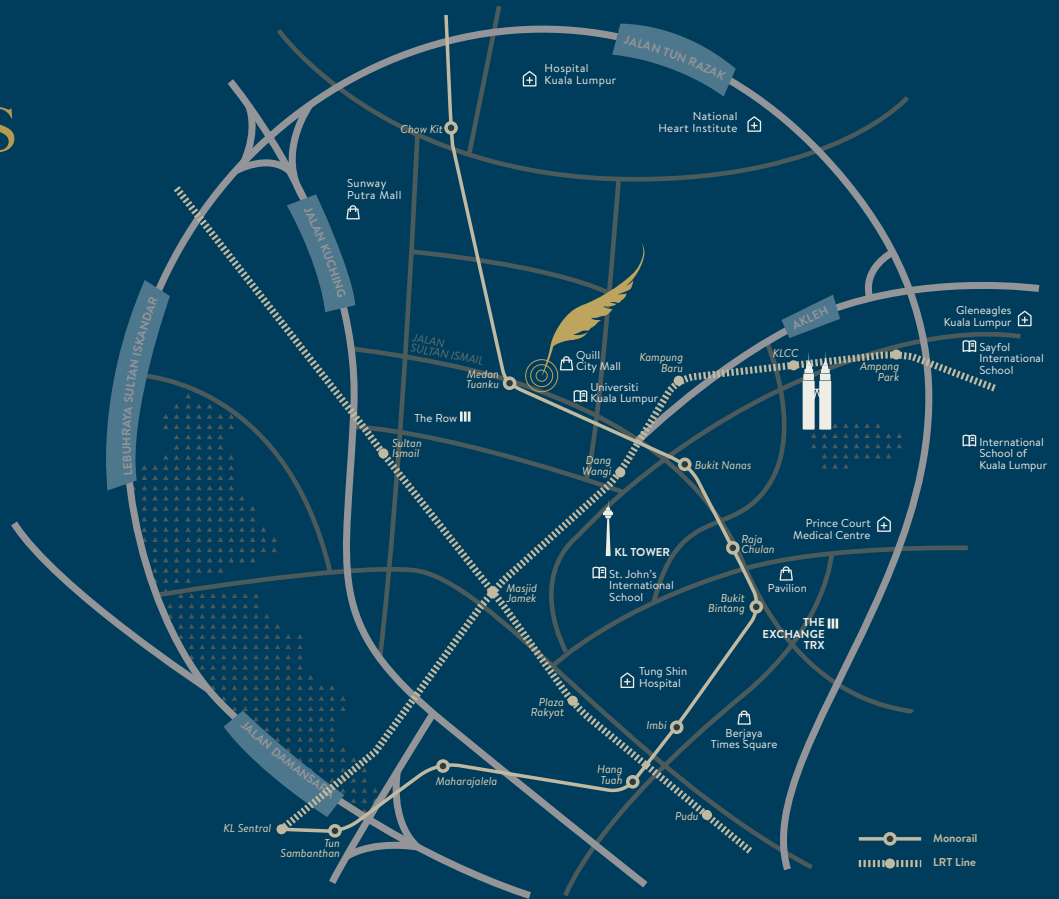 S
JALAN TUN RAZAK
Hospital
Kuala Lumpur
National
Heart Institute
Chow Kit
Sunway
Putra Mall
JALAN KUCHING
LEBUHRAYA SULTAN ISKANDAR
AKLEH
Gleneagles
Kuala Lumpur
JALAN
SULTAN ISMAIL
Quill
City Mall
Kampung
Baru
KLCC
Ampang
Park
Sayfol
International
School
Medan
Tuanku
Universiti
Kuala Lumpur
The Row
Sultan
Ismail
Dang
Wangi
Bukit Nanas
International
School of
Kuala Lumpur
Prince Court
Medical Centre
KL TOWER
Raja
Chulan
St. John's
International
School
Pavilion
Masjid
Jamek
Bukit
Bintang
THE
EXCHANGE
TRX
Tung Shin
Hospital
Plaza
Rakyat
Imbi
Berjaya
Times Square
JALAN DAMANSARA
Hang
Tuah
Maharajalela
Pudu
KL Sentral
Tun
Sambanthan
Monorail
LRT Line